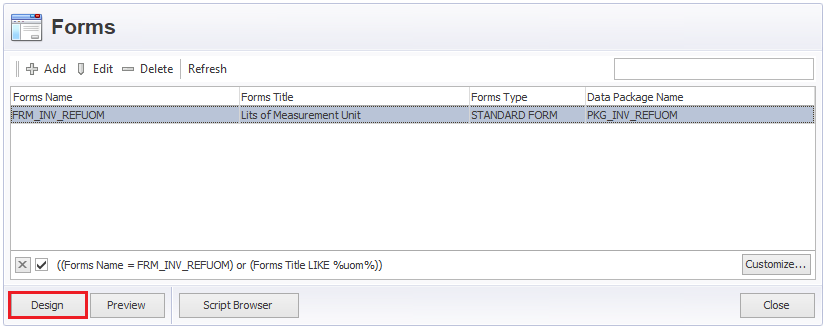 Forms
Add Edit Delete Refresh
Forms Name Forms Title Forms Type Data Package Name
FRM_INV_REFUOM Lits of Measurement Unit STANDARD FORM PKG_INV_REFUOM
((Forms Name = FRM_INV_REFUOM) or (Forms Title LIKE %uom%)) Customize...
Design Preview Script Browser Close